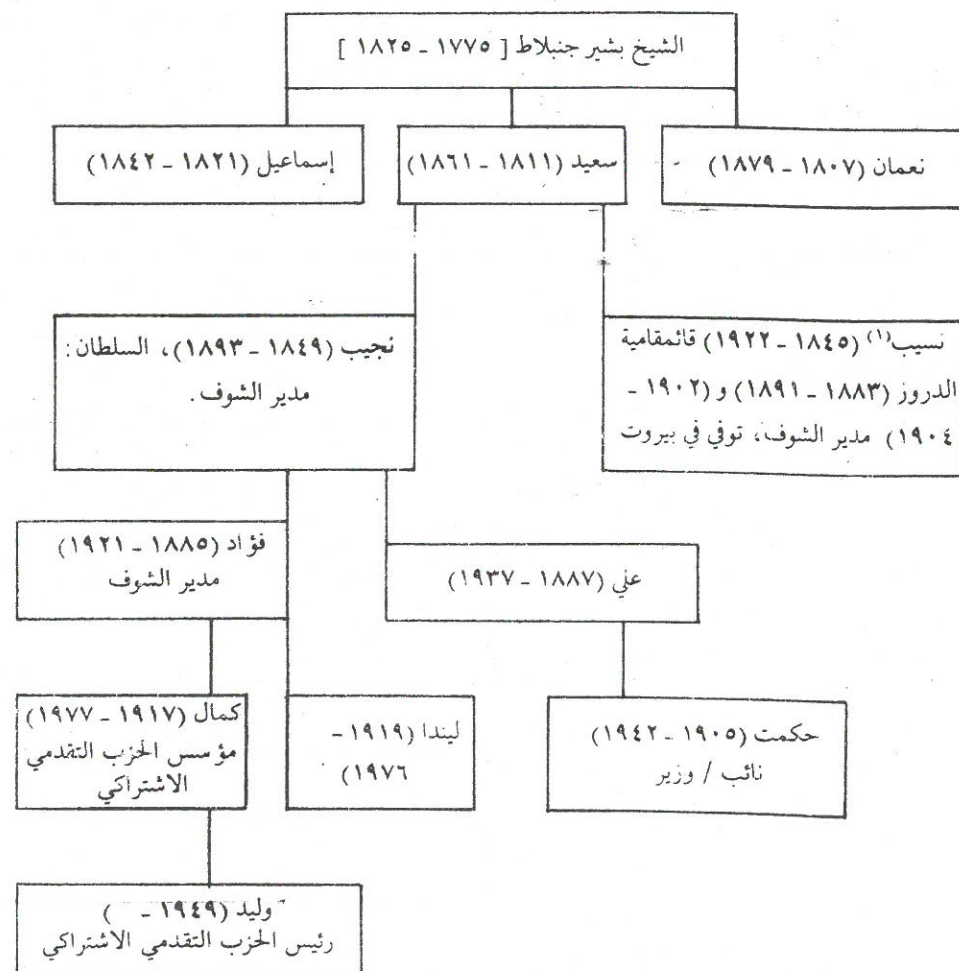 الشيخ بشير جنبلاط [ ١٧٧٥ - ١٨٢٥ ]
نعمان (١٨٠٧ - ١٨٧٩)
سعيد (١٨١١ - ١٨٦١)
إسماعيل (١٨٢١ - ١٨٤٢)
نسيب(١) (١٨٤٥ - ١٩٢٢) قائمقامية
الدروز (١٨٨٣ - ١٨٩١) و (١٩٠٢ -
١٩٠٤) مدير الشوف، توفي في بيروت
نجيب (١٨٤٩ - ١٨٩٣)، السلطان:
مدير الشوف.
علي (١٨٨٧ - ١٩٣٧)
فؤاد (١٨٨٥ - ١٩٢١)
مدير الشوف
حكمت (١٩٠٥ - ١٩٤٢)
نائب / وزير
ليندا (١٩١٩ -
١٩٧٦)
كمال (١٩١٧ - ١٩٧٧)
مؤسس الحزب التقدمي
الاشتراكي
وليد (١٩٤٩ - )
رئيس الحزب التقدمي الاشتراكي